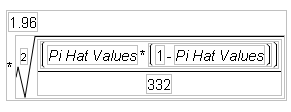 1.96
* 2 √ [Pi Hat Values * [1 - Pi Hat Values]]
332